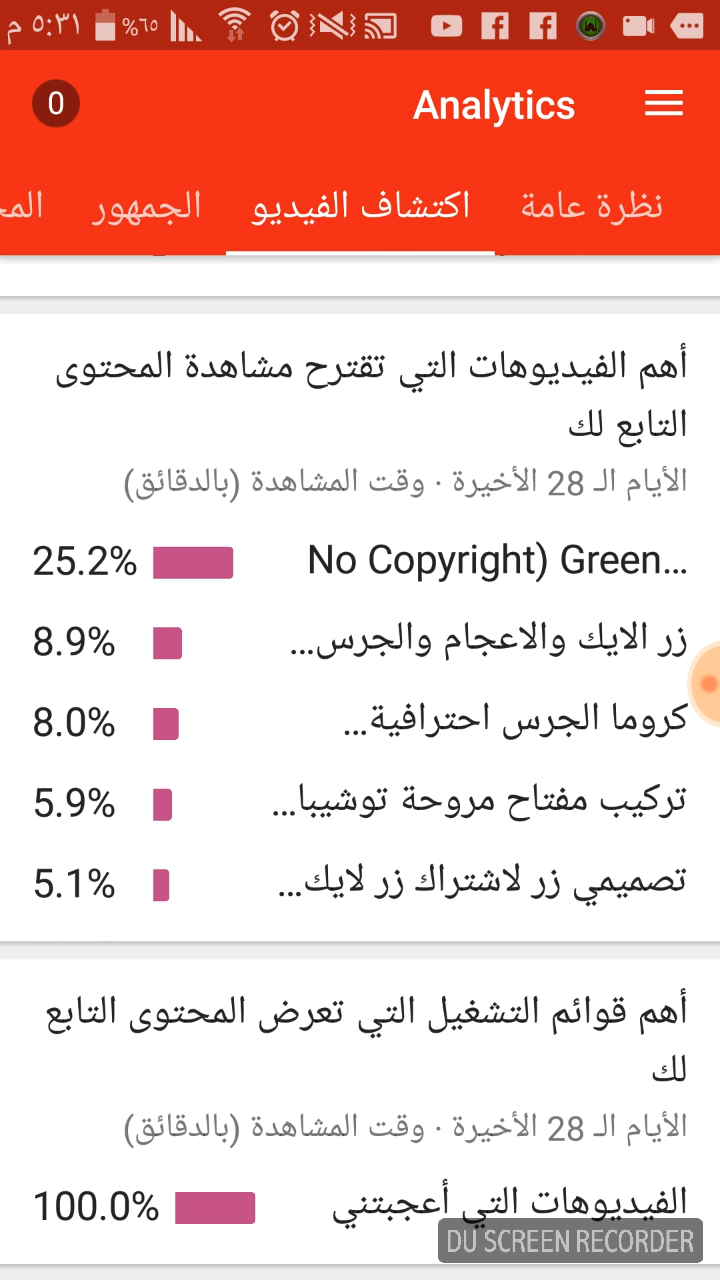 م ٥:٣١ %٦٥
Analytics
0
نظرة عامة اكتشاف الفيديو الجمهور المح
أهم الفيديوهات التي تقترح مشاهدة المحتوى
التابع لك
الأيام الـ 28 الأخيرة · وقت المشاهدة (بالدقائق)
No Copyright) Green... 25.2%
زر الايك والاعجام والجرس... 8.9%
كروما الجرس احترافية... 8.0%
تركيب مفتاح مروحة توشيبا... 5.9%
تصميمي زر لاشتراك زر لايك... 5.1%
أهم قوائم التشغيل التي تعرض المحتوى التابع
لك
الأيام الـ 28 الأخيرة · وقت المشاهدة (بالدقائق)
الفيديوهات التي أعجبتني 100.0%
DU SCREEN RECORDER